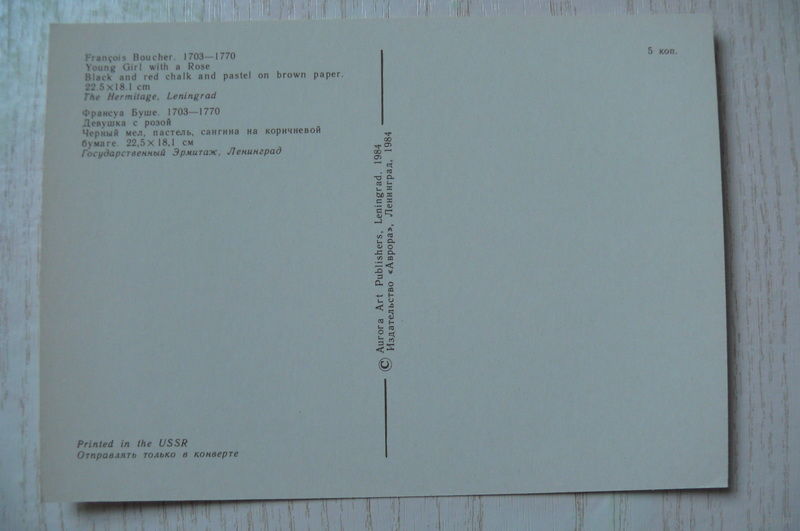 François Boucher. 1703—1770
Young Girl with a Rose
Black and red chalk and pastel on brown paper.
22.5×18.1 cm
The Hermitage, Leningrad
Франсуа Буше. 1703—1770
Девушка с розой
Черный мел, пастель, сангина на коричневой
бумаге. 22,5×18,1 см
Государственный Эрмитаж, Ленинград
5 коп.
© Aurora Art Publishers, Leningrad, 1984
Издательство «Аврора», Ленинград, 1984
Printed in the USSR
Отправлять только в конверте